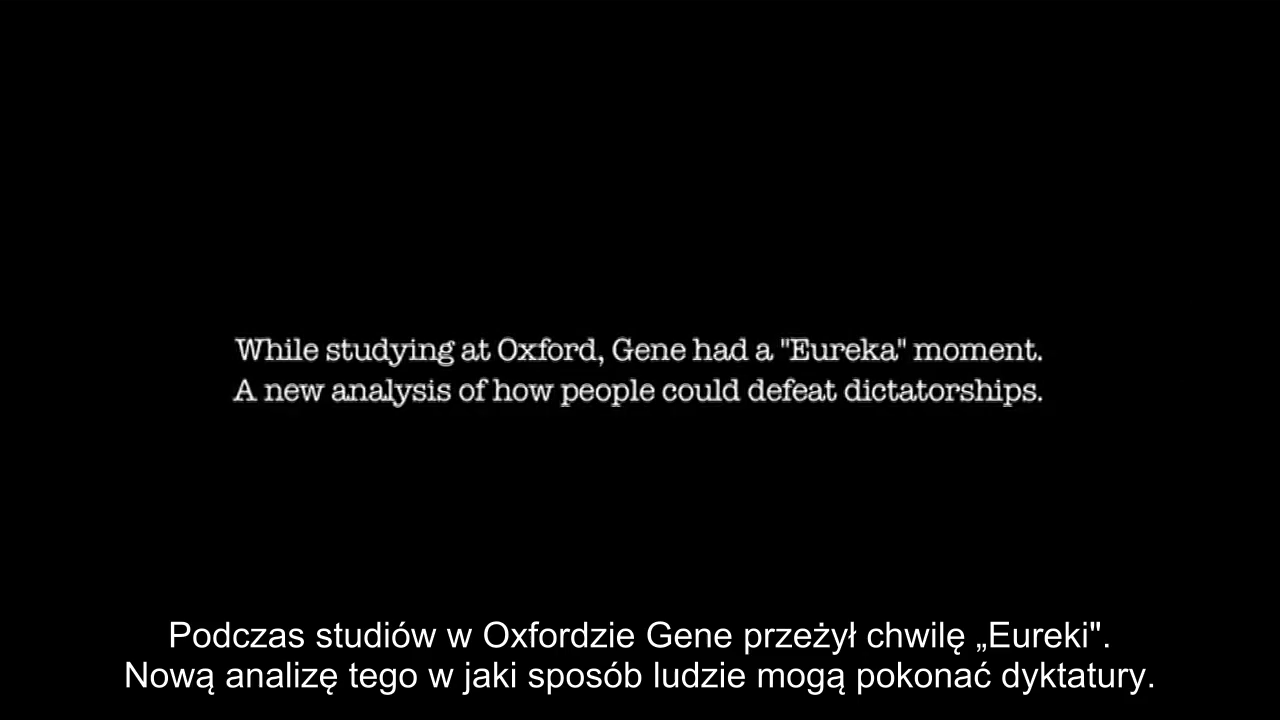 While studying at Oxford, Gene had a "Eureka" moment.
A new analysis of how people could defeat dictatorships.
Podczas studiów w Oxfordzie Gene przeżył chwilę „Eureki".
Nową analizę tego w jaki sposób ludzie mogą pokonać dyktatury.